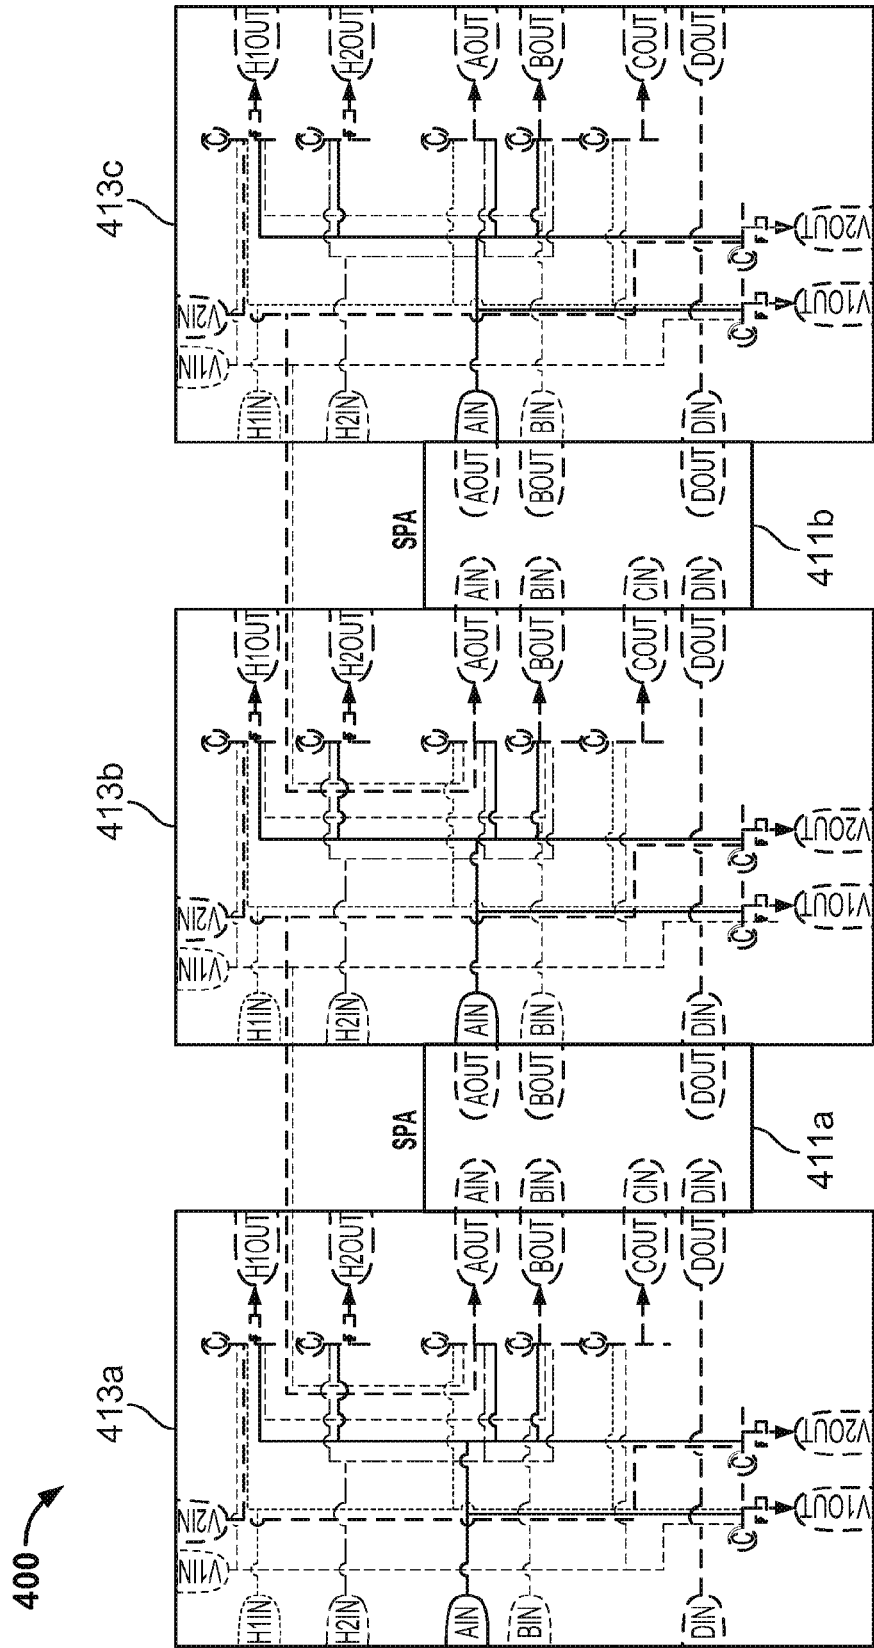 400
413a
V1IN
V2IN
H1IN
C
F
H1OUT
H2IN
C
F
H2OUT
AIN
C
AOUT
BIN
C
BOUT
C
COUT
DIN
DOUT
C
F
V1OUT
C
F
V2OUT
SPA
AIN
AOUT
BIN
BOUT
CIN
DIN
DOUT
411a
413b
V1IN
V2IN
H1IN
C
F
H1OUT
H2IN
C
F
H2OUT
AIN
C
AOUT
BIN
C
BOUT
C
COUT
DIN
DOUT
C
F
V1OUT
C
F
V2OUT
SPA
AIN
AOUT
BIN
BOUT
CIN
DIN
DOUT
411b
413c
V1IN
V2IN
H1IN
C
F
H1OUT
H2IN
C
F
H2OUT
AIN
C
AOUT
BIN
C
BOUT
C
COUT
DIN
DOUT
C
F
V1OUT
C
F
V2OUT